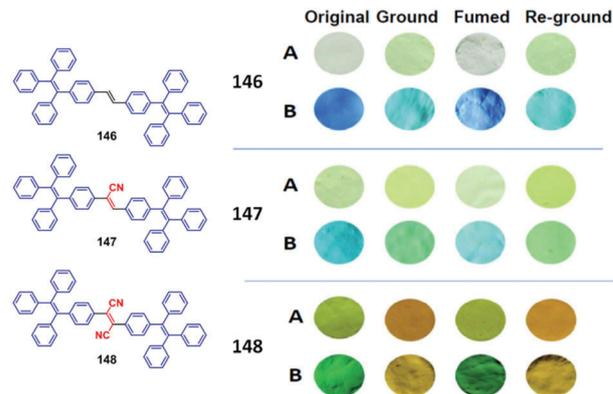 Original Ground Fumed Re-ground
146
A
B
146
CN
147
147
A
B
CN
NC
148
148
A
B